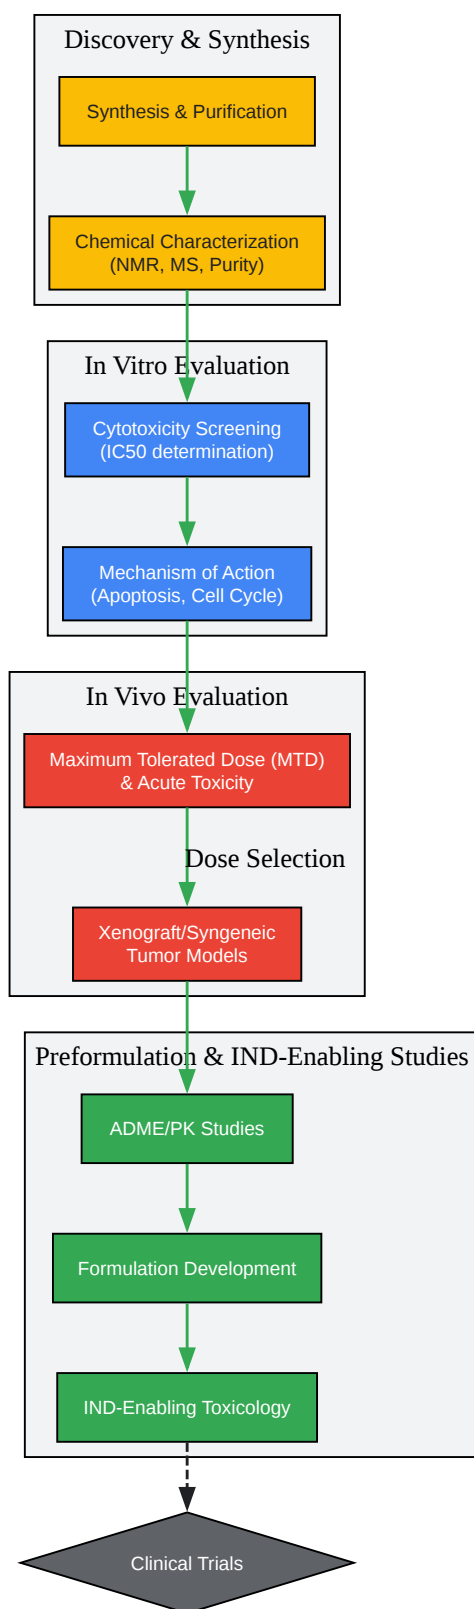 Discovery & Synthesis
Synthesis & Purification
Chemical Characterization
(NMR, MS, Purity)
In Vitro Evaluation
Cytotoxicity Screening
(IC50 determination)
Mechanism of Action
(Apoptosis, Cell Cycle)
In Vivo Evaluation
Maximum Tolerated Dose (MTD)
& Acute Toxicity
Dose Selection
Xenograft/Syngeneic
Tumor Models
Preformulation & IND-Enabling Studies
ADME/PK Studies
Formulation Development
IND-Enabling Toxicology
Clinical Trials